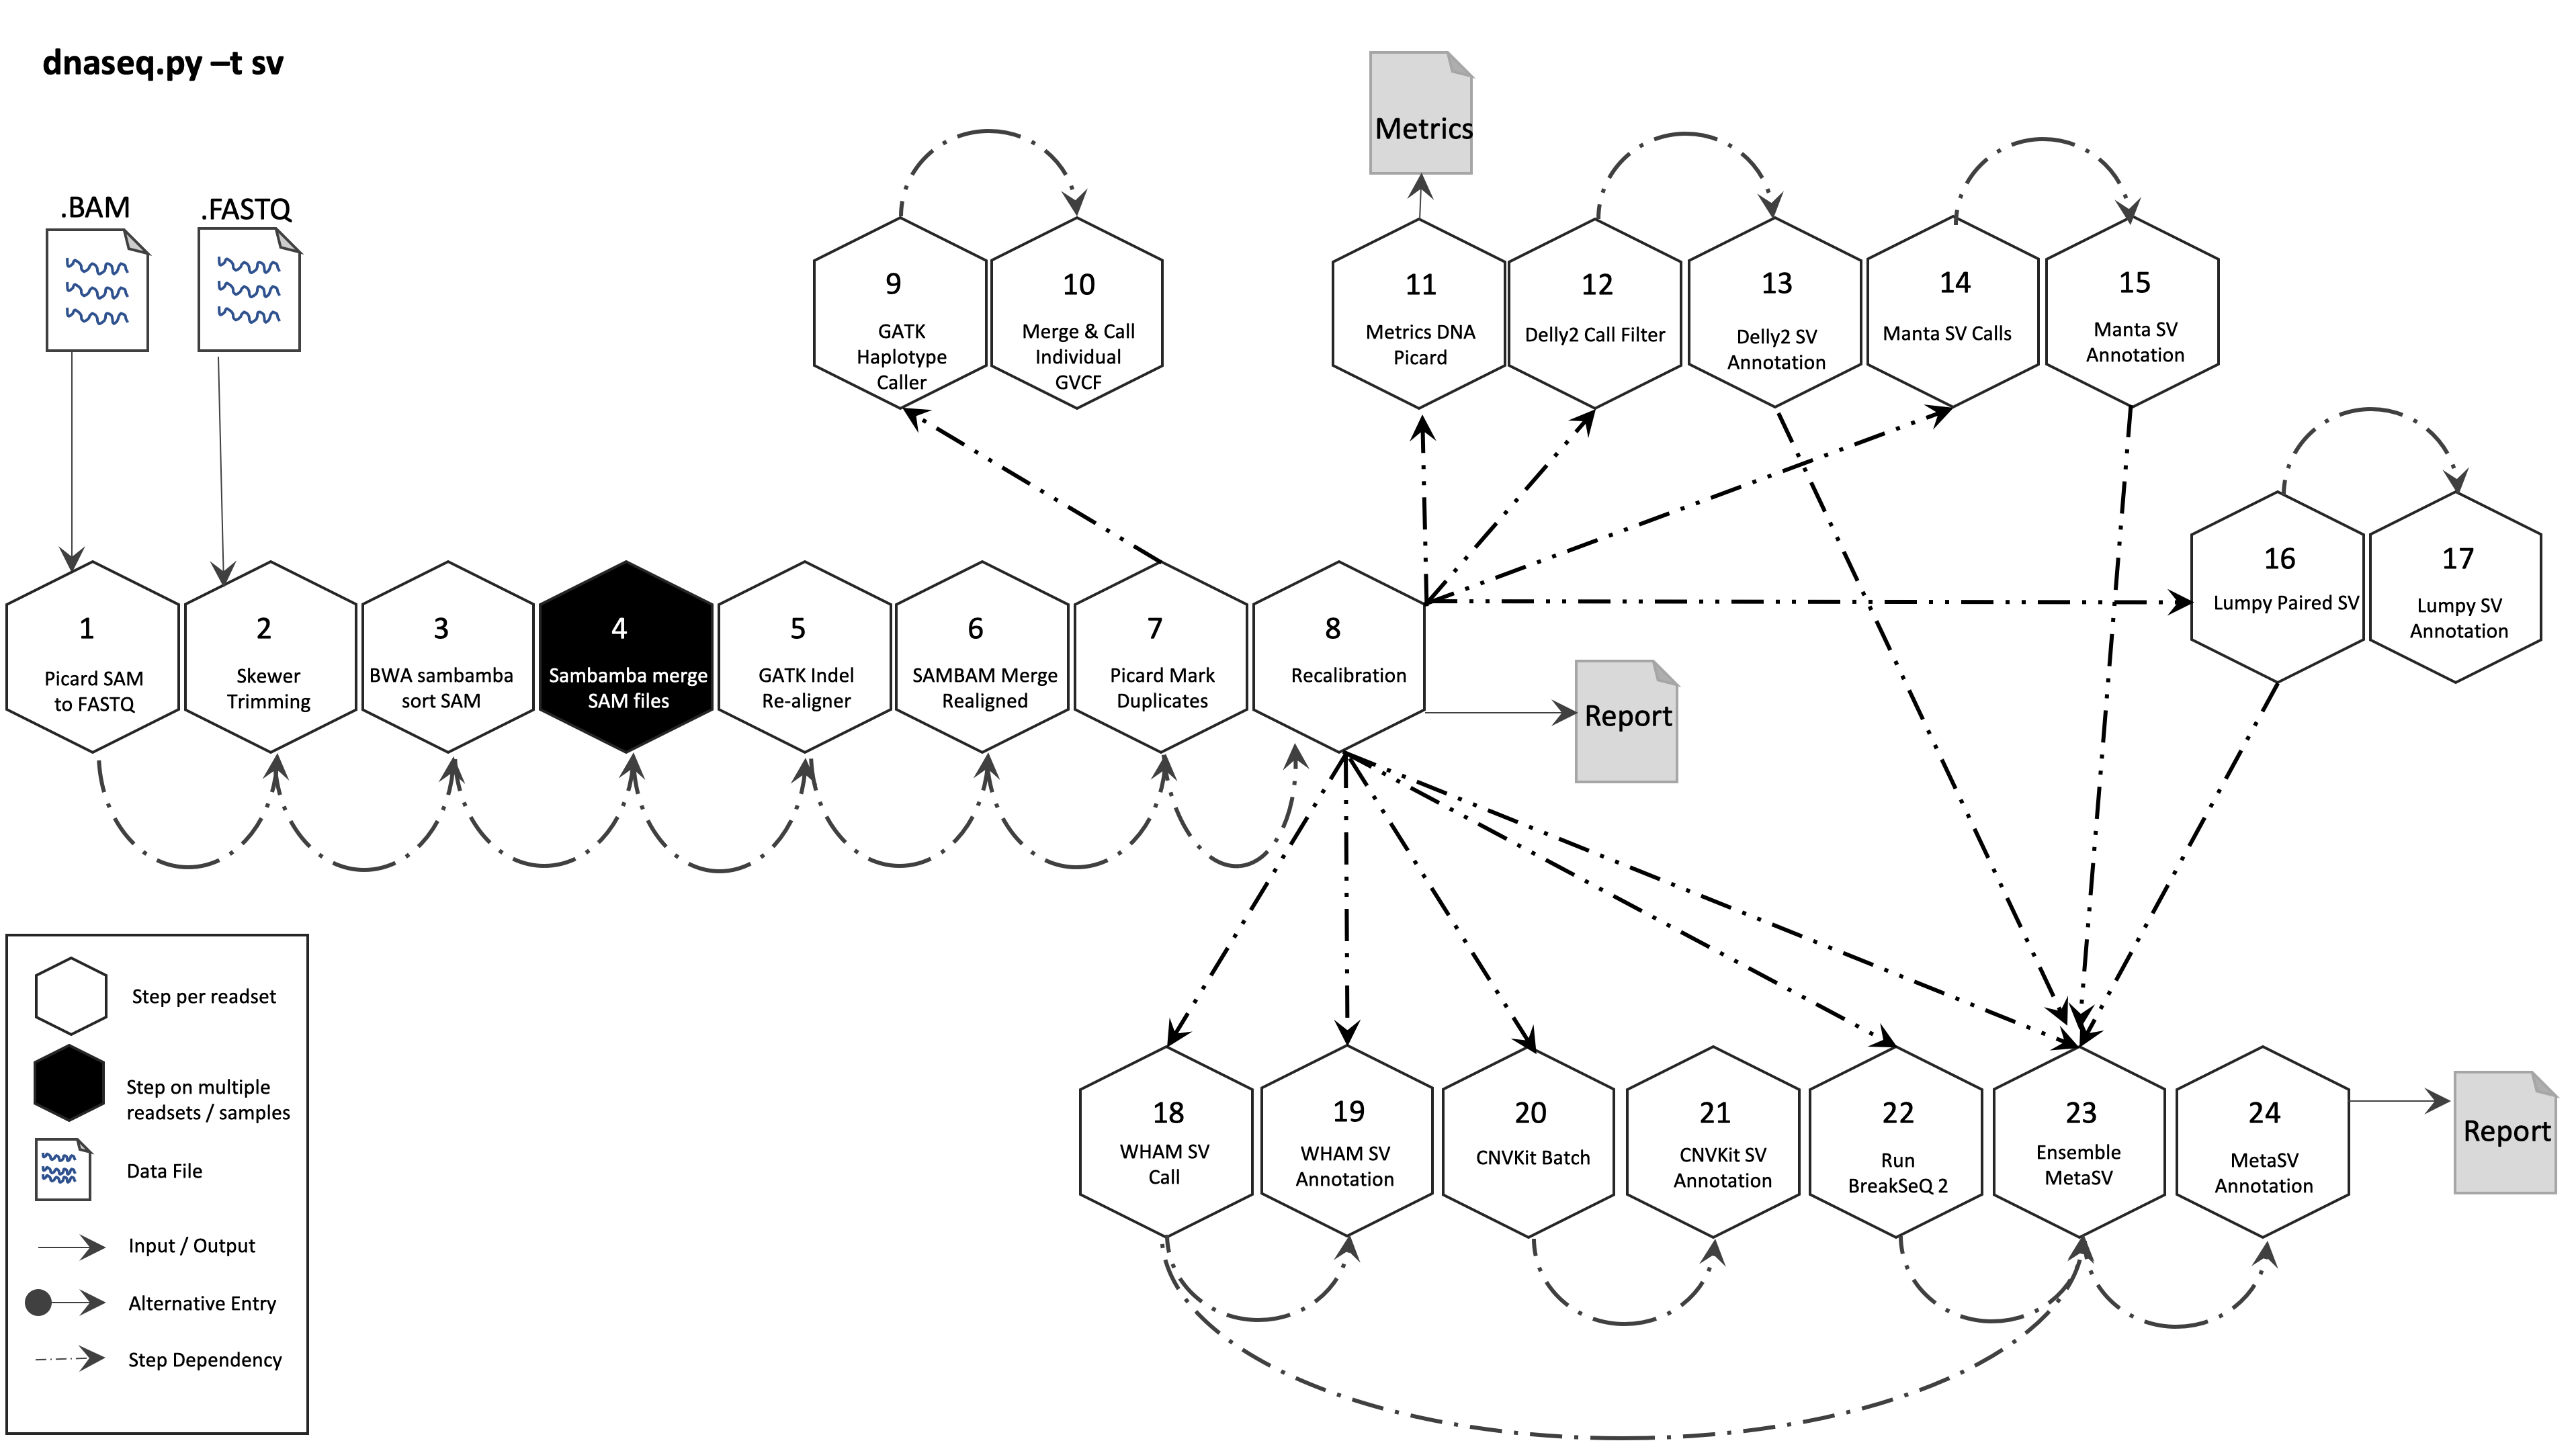 dnaseq.py –t sv
Metrics
.BAM
.FASTQ
9
GATK
Haplotype
Caller
10
Merge & Call
Individual
GVCF
11
Metrics DNA
Picard
12
Delly2 Call Filter
13
Delly2 SV
Annotation
14
Manta SV Calls
15
Manta SV
Annotation
16
Lumpy Paired SV
17
Lumpy SV
Annotation
1
Picard SAM
to FASTQ
2
Skewer
Trimming
3
BWA sambamba
sort SAM
4
Sambamba merge
SAM files
5
GATK Indel
Re-aligner
6
SAMBAM Merge
Realigned
7
Picard Mark
Duplicates
8
Recalibration
Report
18
WHAM SV
Call
19
WHAM SV
Annotation
20
CNVKit Batch
21
CNVKit SV
Annotation
22
Run
BreakSeQ 2
23
Ensemble
MetaSV
24
MetaSV
Annotation
Report
Step per readset
Step on multiple
readsets / samples
Data File
Input / Output
Alternative Entry
Step Dependency